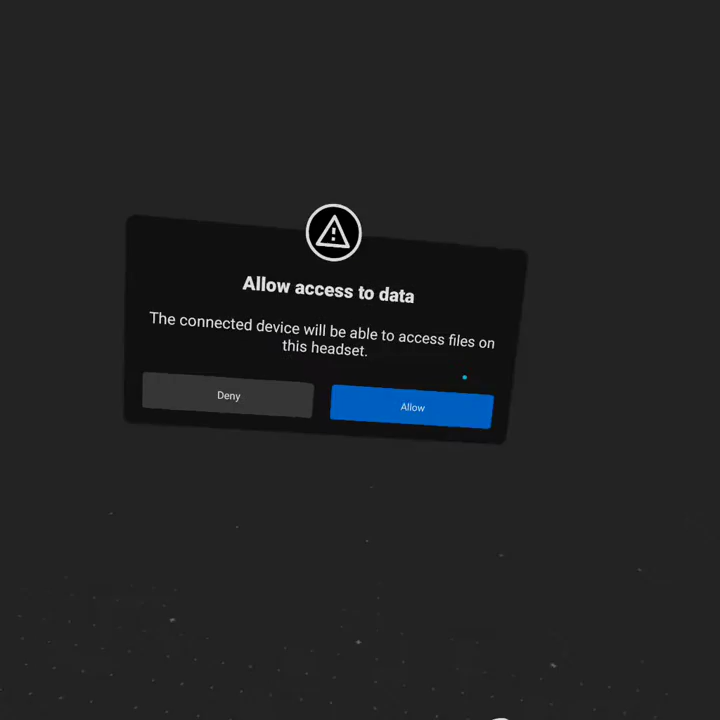 Allow access to data
The connected device will be able to access files on
this headset.
Deny
Allow